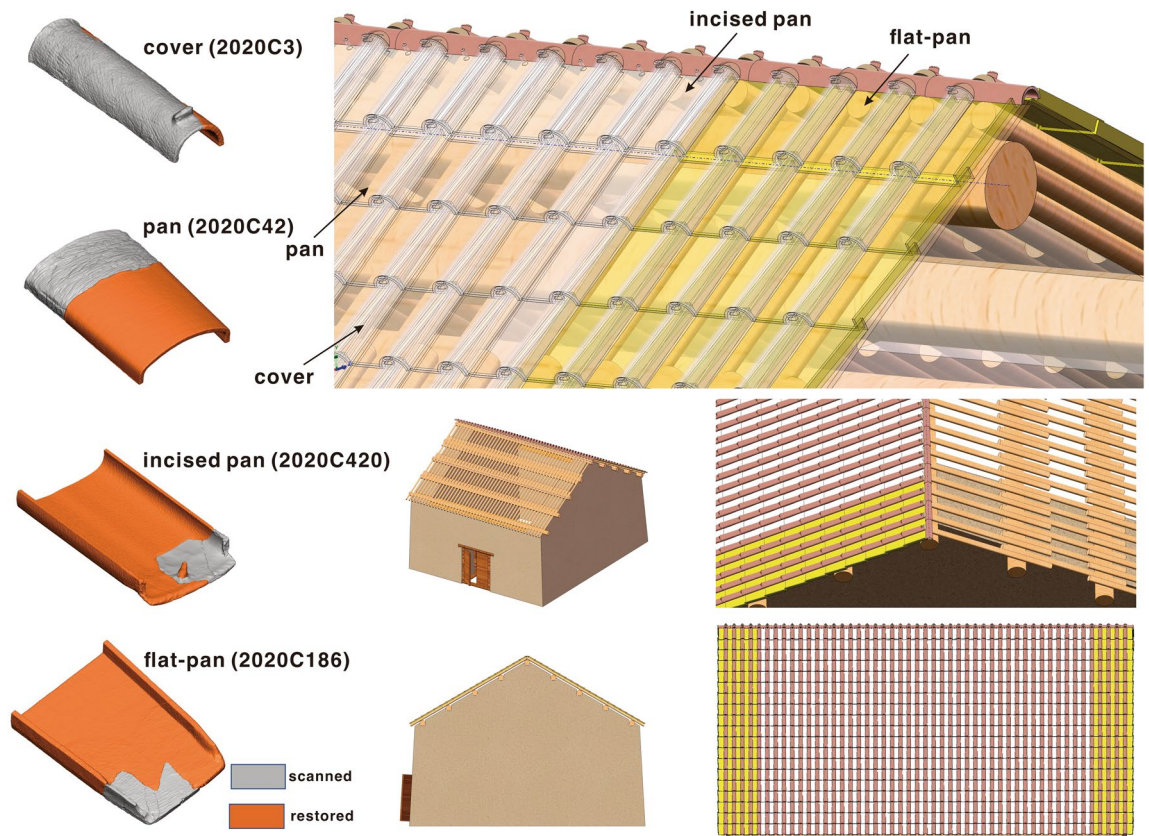 cover (2020C3)
incised pan
flat-pan
pan (2020C42)
pan
cover
incised pan (2020C420)
flat-pan (2020C186)
scanned
restored